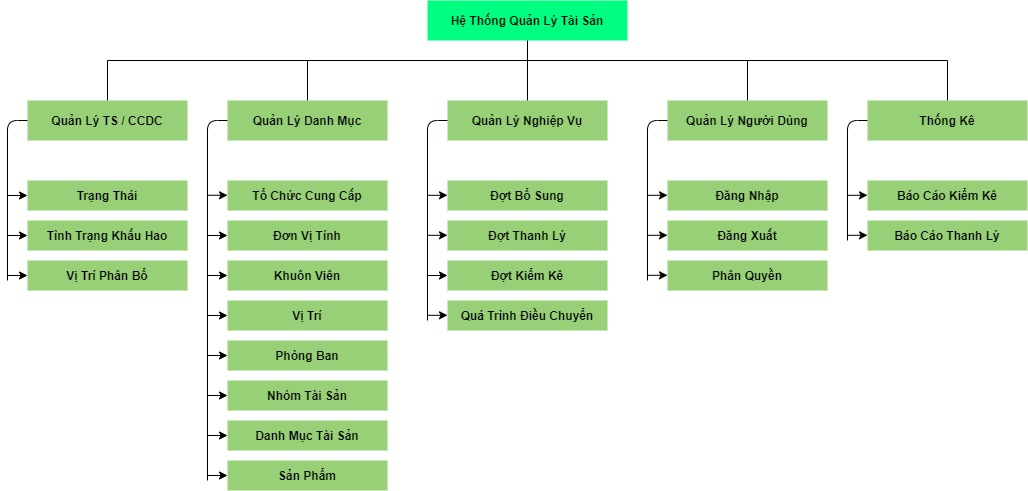 Hệ Thống Quản Lý Tài Sản
Quản Lý TS / CCDC
Trạng Thái
Tình Trạng Khấu Hao
Vị Trí Phân Bổ
Quản Lý Danh Mục
Tổ Chức Cung Cấp
Đơn Vị Tính
Khuôn Viên
Vị Trí
Phòng Ban
Nhóm Tài Sản
Danh Mục Tài Sản
Sản Phẩm
Quản Lý Nghiệp Vụ
Đợt Bổ Sung
Đợt Thanh Lý
Đợt Kiểm Kê
Quá Trình Điều Chuyển
Quản Lý Người Dùng
Đăng Nhập
Đăng Xuất
Phân Quyền
Thống Kê
Báo Cáo Kiểm Kê
Báo Cáo Thanh Lý